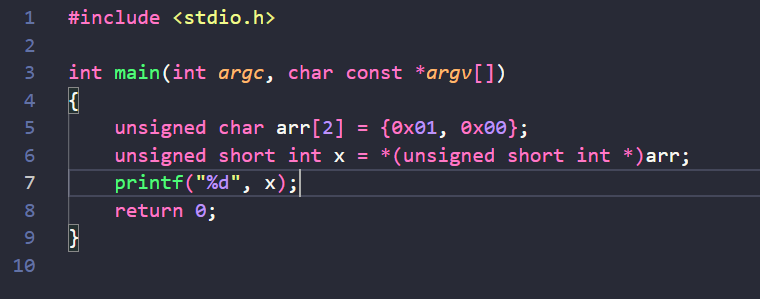 1 #include <stdio.h>
2
3 int main(int argc, char const *argv[])
4 {
5     unsigned char arr[2] = {0x01, 0x00};
6     unsigned short int x = *(unsigned short int *)arr;
7     printf("%d", x);
8     return 0;
9 }
10